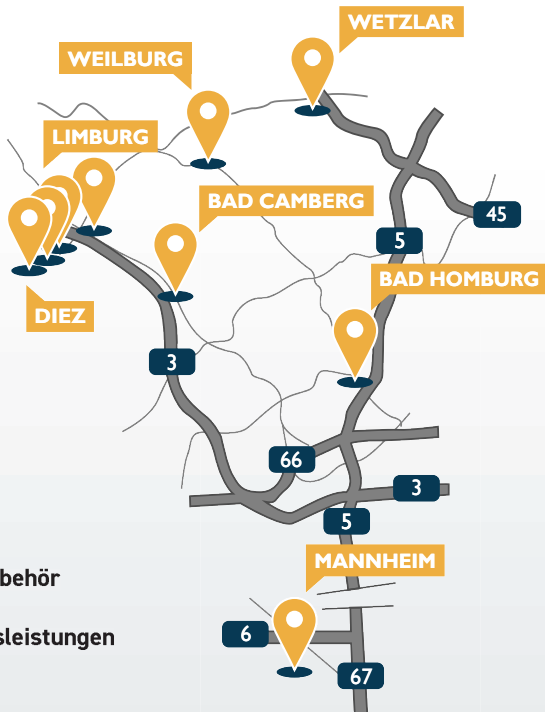 WETZLAR
WEILBURG
LIMBURG
BAD CAMBERG
45
5
BAD HOMBURG
DIEZ
3
66
3
5
MANNHEIM
behör
6
sleistungen
67